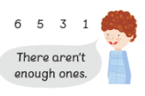 6 5 3 1
There aren't
enough ones.